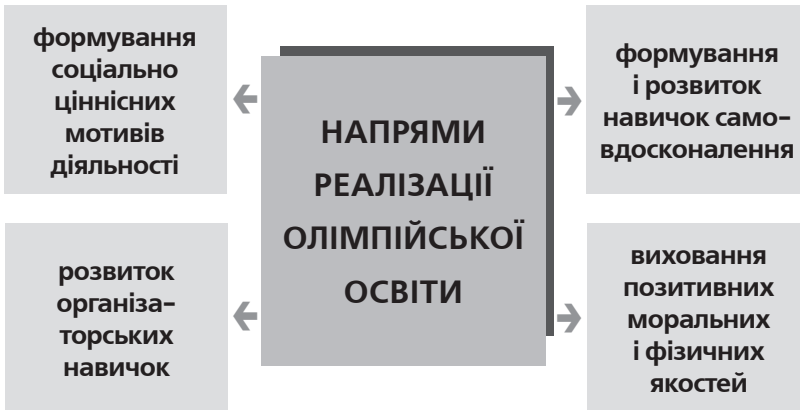 формування
соціально
ціннісних
мотивів
діяльності
розвиток
організа-
торських
навичок
НАПРЯМИ
РЕАЛІЗАЦІЇ
ОЛІМПІЙСЬКОЇ
ОСВІТИ
формування
і розвиток
навичок само-
вдосконалення
виховання
позитивних
моральних
і фізичних
якостей